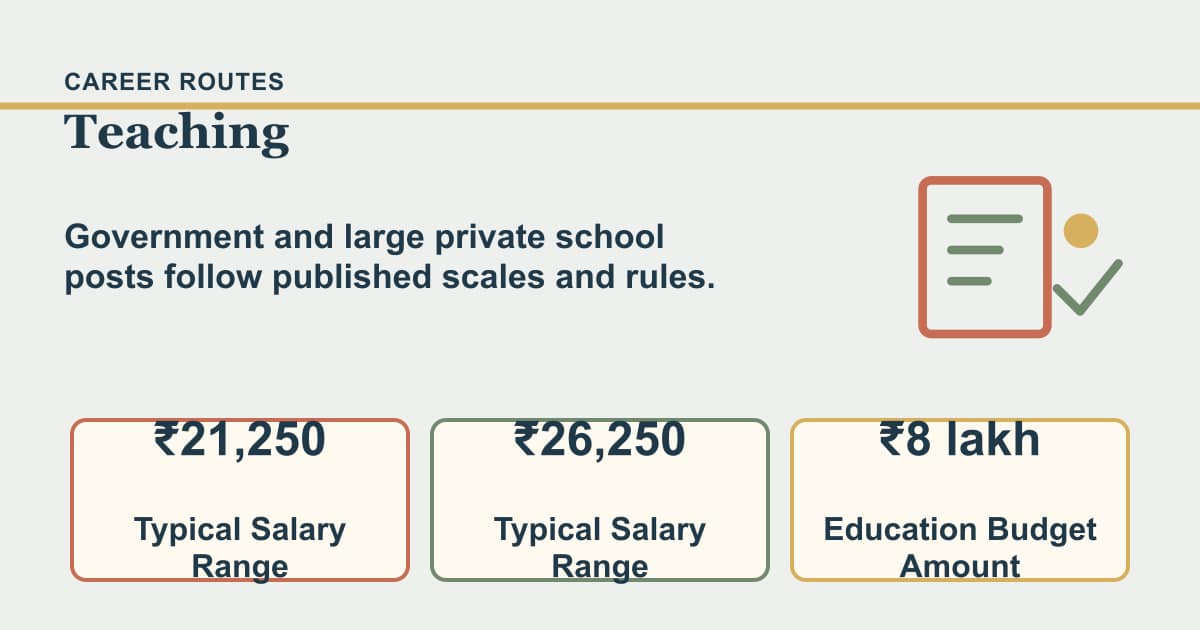 CAREER ROUTES
Teaching
Government and large private school
posts follow published scales and rules.
₹21,250
Typical Salary
Range
₹26,250
Typical Salary
Range
₹8 lakh
Education Budget
Amount